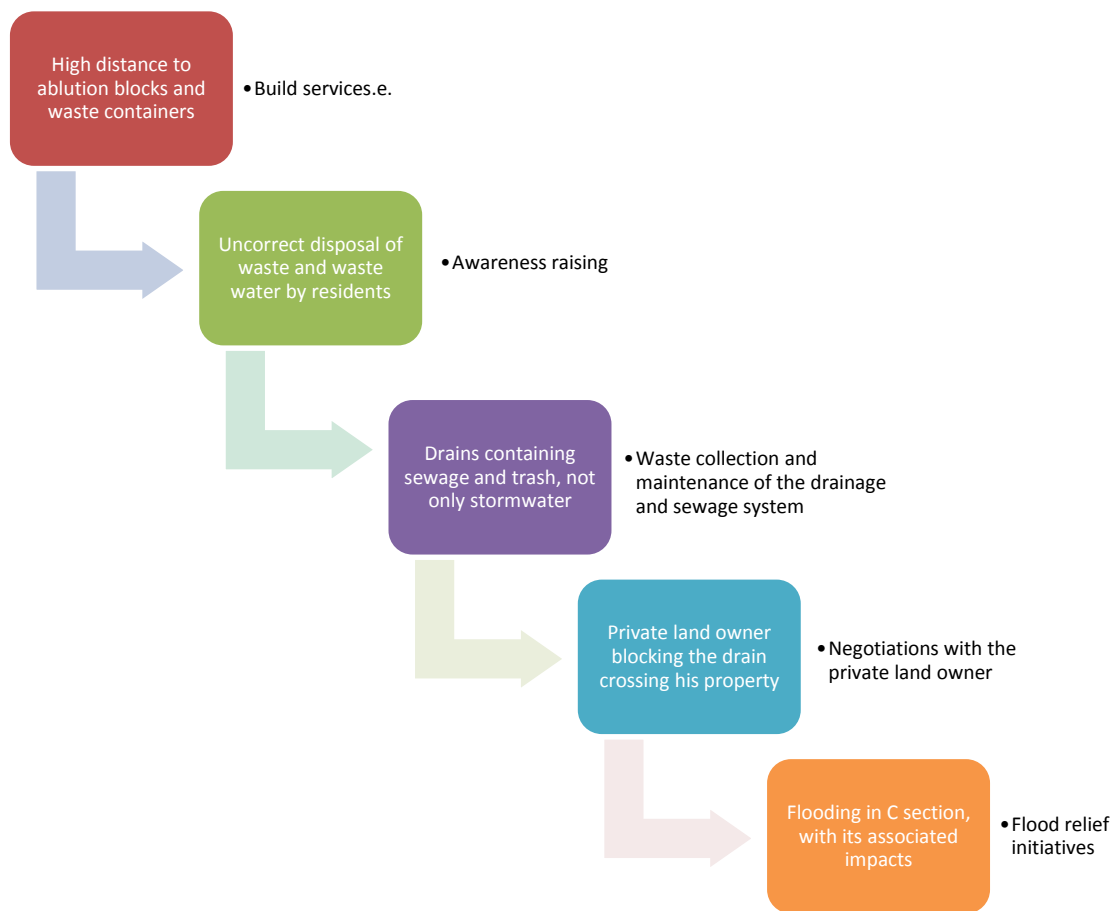 High distance to
ablution blocks and
waste containers
•Build services.e.
Uncorrect disposal of
waste and waste
water by residents
•Awareness raising
Drains containing
sewage and trash, not
only stormwater
•Waste collection and
maintenance of the drainage
and sewage system
Private land owner
blocking the drain
crossing his property
•Negotiations with the
private land owner
Flooding in C section,
with its associated
impacts
•Flood relief
initiatives